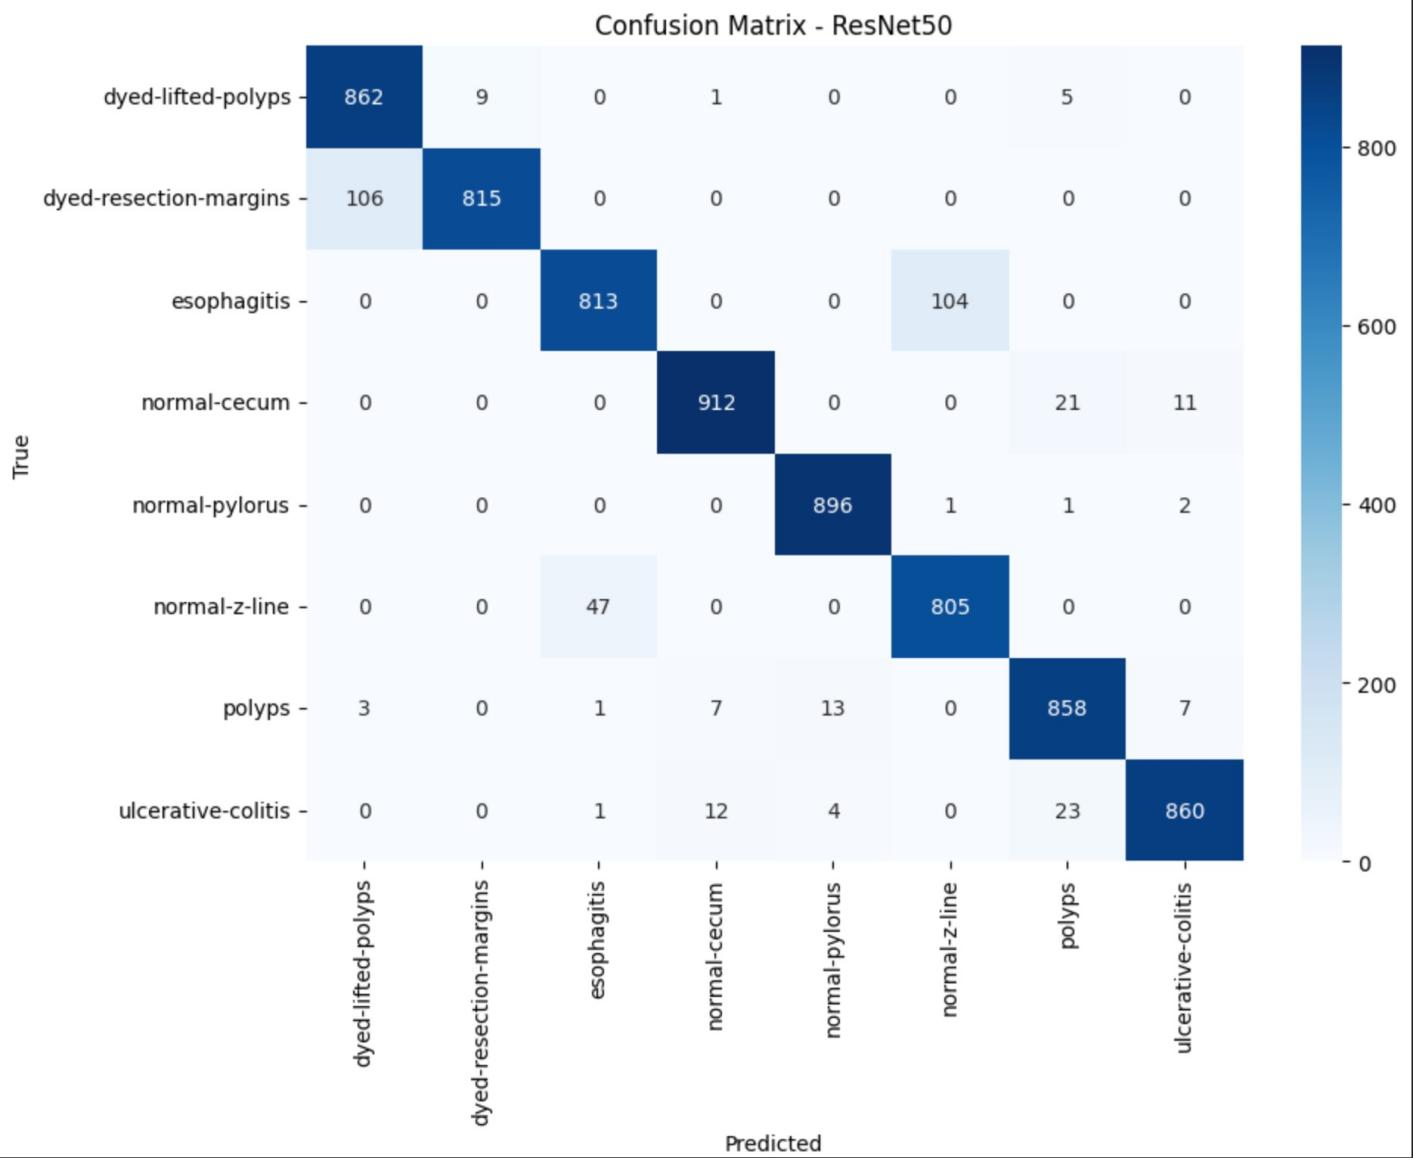 Confusion Matrix - ResNet50
dyed-lifted-polyps 862 9 0 1 0 0 5 0
dyed-resection-margins 106 815 0 0 0 0 0 0
esophagitis 0 0 813 0 0 104 0 0
normal-cecum 0 0 0 912 0 0 21 11
normal-pylorus 0 0 0 0 896 1 1 2
normal-z-line 0 0 47 0 0 805 0 0
polyps 3 0 1 7 13 0 858 7
ulcerative-colitis 0 0 1 12 4 0 23 860
True
dyed-lifted-polyps
dyed-resection-margins
esophagitis
normal-cecum
normal-pylorus
normal-z-line
polyps
ulcerative-colitis
Predicted
800
600
400
200
0